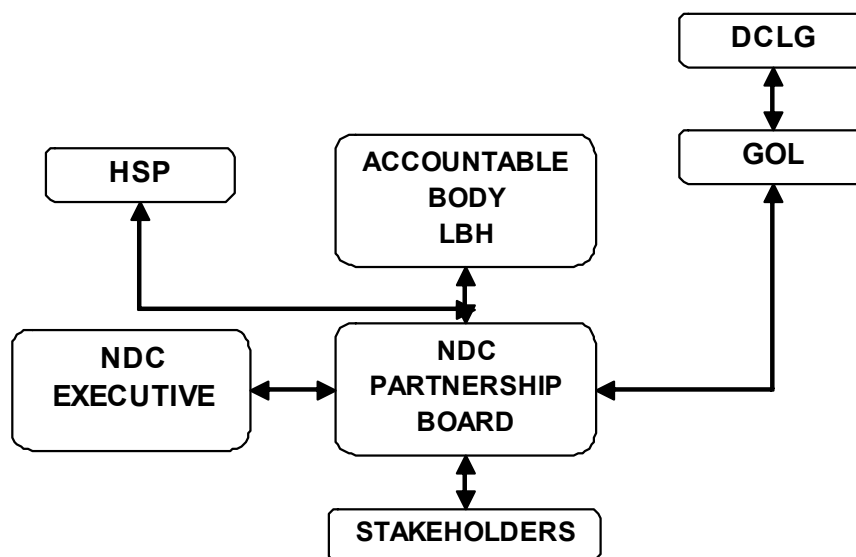 DCLG
GOL
HSP
ACCOUNTABLE
BODY
LBH
NDC
EXECUTIVE
NDC
PARTNERSHIP
BOARD
STAKEHOLDERS